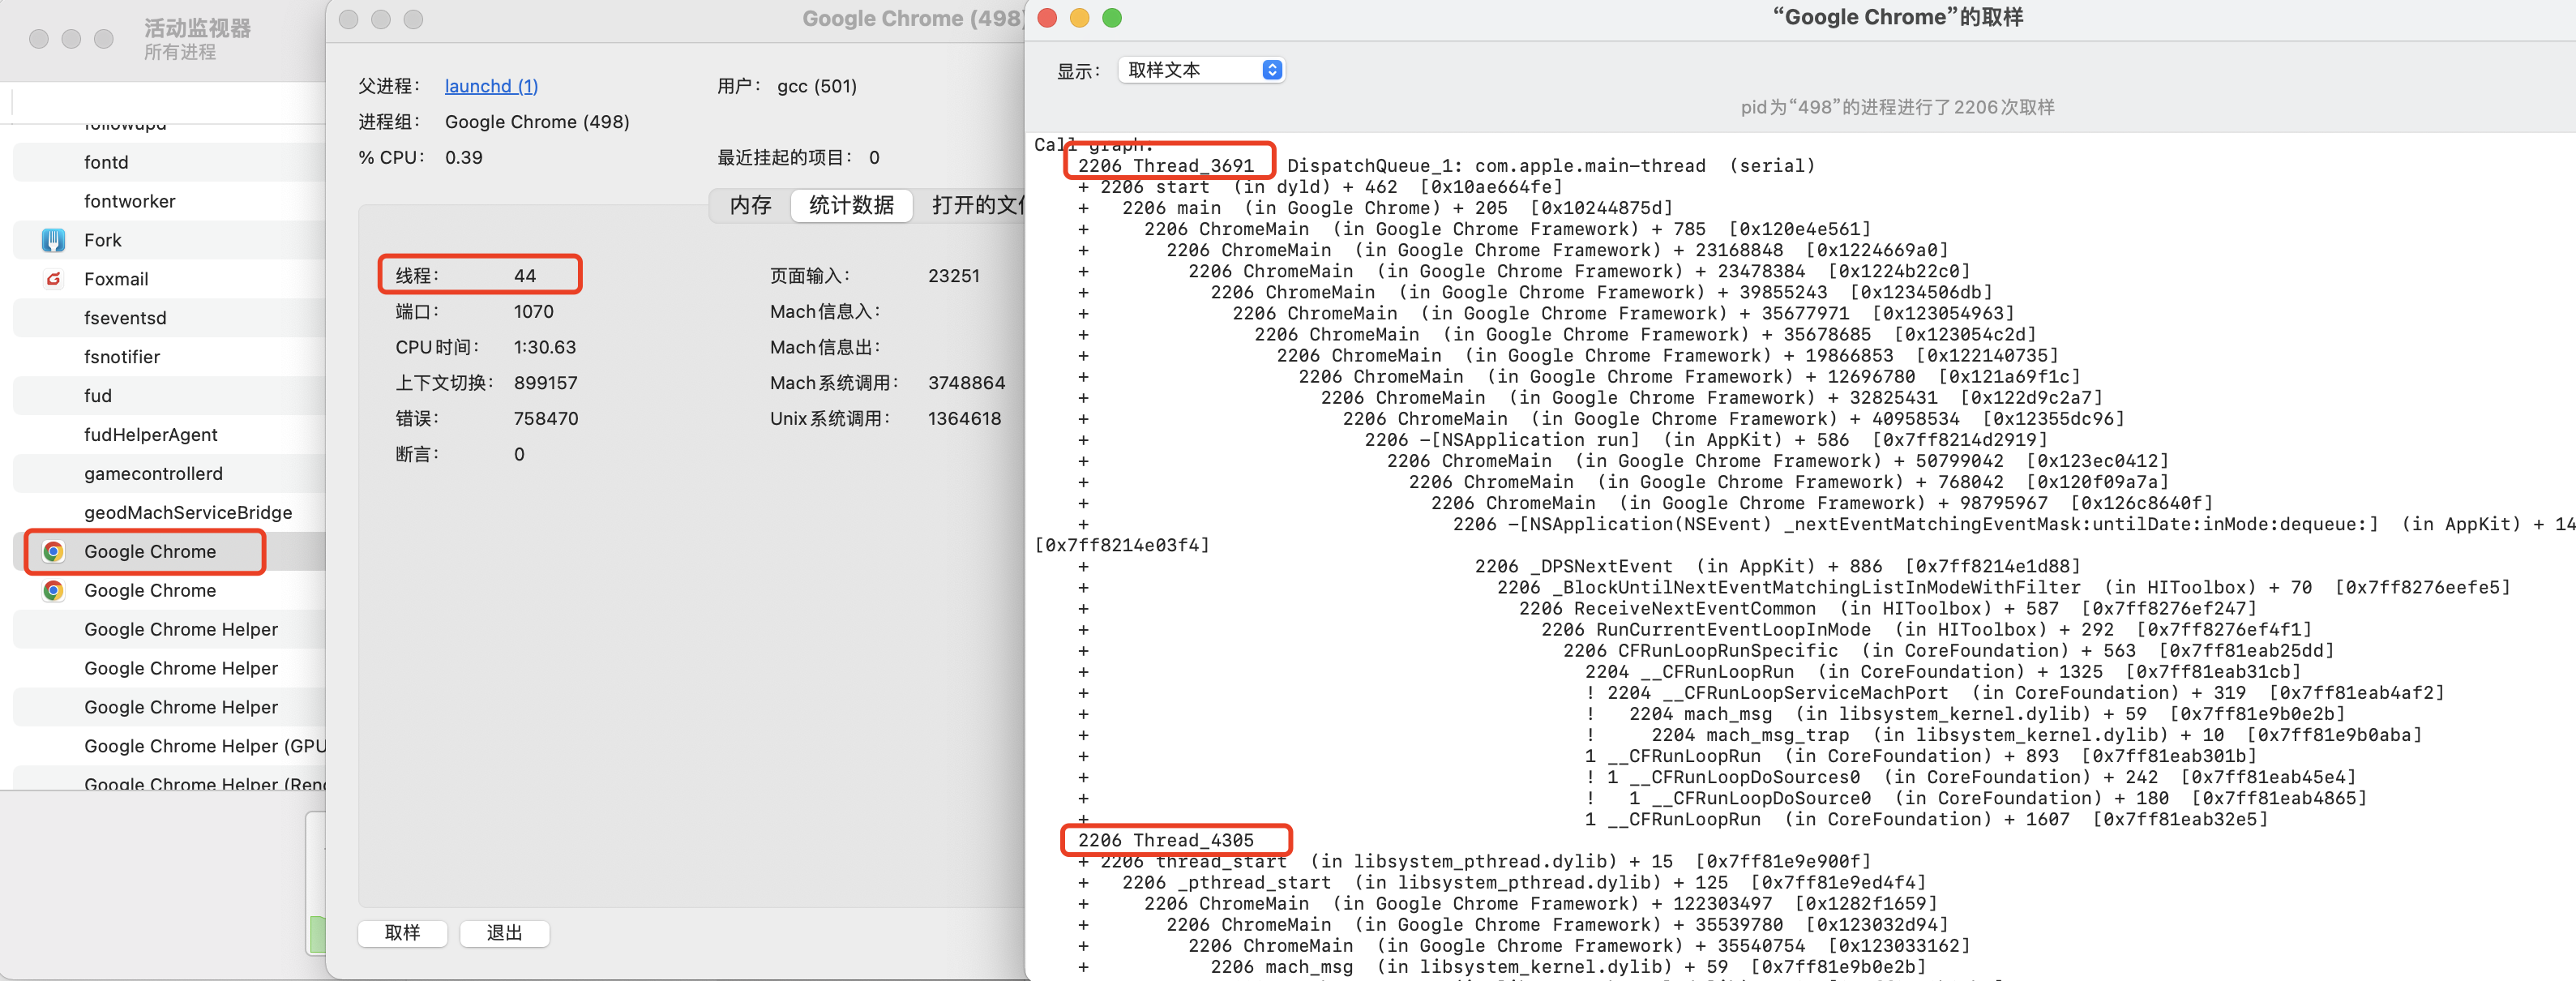 活动监视器
所有进程
followupd
fontd
fontworker
Fork
Foxmail
fseventsd
fsnotifier
fud
fudHelperAgent
gamecontrollerd
geodMachServiceBridge
Google Chrome
Google Chrome
Google Chrome Helper
Google Chrome Helper
Google Chrome Helper
Google Chrome Helper (GPU
Google Chrome Helper (Ren
Google Chrome (498)
父进程： launchd (1)
用户： gcc (501)
进程组： Google Chrome (498)
% CPU： 0.39
最近挂起的项目： 0
内存 统计数据 打开的文件
线程： 44
页面输入： 23251
端口： 1070
Mach信息入：
CPU时间： 1:30.63
Mach信息出：
上下文切换： 899157
Mach系统调用： 3748864
错误： 758470
Unix系统调用： 1364618
断言： 0
取样 退出
“Google Chrome”的取样
显示： 取样文本
pid为“498”的进程进行了2206次取样
Call graph:
2206 Thread_3691 DispatchQueue_1: com.apple.main-thread (serial)
+ 2206 start (in dyld) + 462 [0x10ae664fe]
+ 2206 main (in Google Chrome) + 205 [0x10244875d]
+ 2206 ChromeMain (in Google Chrome Framework) + 785 [0x120e4e561]
+ 2206 ChromeMain (in Google Chrome Framework) + 23168848 [0x1224669a0]
+ 2206 ChromeMain (in Google Chrome Framework) + 23478384 [0x1224b22c0]
+ 2206 ChromeMain (in Google Chrome Framework) + 39855243 [0x1234506db]
+ 2206 ChromeMain (in Google Chrome Framework) + 35677971 [0x123054963]
+ 2206 ChromeMain (in Google Chrome Framework) + 35678685 [0x123054c2d]
+ 2206 ChromeMain (in Google Chrome Framework) + 19866853 [0x122140735]
+ 2206 ChromeMain (in Google Chrome Framework) + 12696780 [0x121a69f1c]
+ 2206 ChromeMain (in Google Chrome Framework) + 32825431 [0x122d9c2a7]
+ 2206 ChromeMain (in Google Chrome Framework) + 40958534 [0x12355dc96]
+ 2206 -[NSApplication run] (in AppKit) + 586 [0x7ff8214d2919]
+ 2206 ChromeMain (in Google Chrome Framework) + 50799042 [0x123ec0412]
+ 2206 ChromeMain (in Google Chrome Framework) + 768042 [0x120f09a7a]
+ 2206 ChromeMain (in Google Chrome Framework) + 98795967 [0x126c8640f]
+ 2206 -[NSApplication(NSEvent) _nextEventMatchingEventMask:untilDate:inMode:dequeue:] (in AppKit) + 14
[0x7ff8214e03f4]
+ 2206 _DPSNextEvent (in AppKit) + 886 [0x7ff8214e1d88]
+ 2206 _BlockUntilNextEventMatchingListInModeWithFilter (in HIToolbox) + 70 [0x7ff8276eefe5]
+ 2206 ReceiveNextEventCommon (in HIToolbox) + 587 [0x7ff8276ef247]
+ 2206 RunCurrentEventLoopInMode (in HIToolbox) + 292 [0x7ff8276ef4f1]
+ 2206 CFRunLoopRunSpecific (in CoreFoundation) + 563 [0x7ff81eab25dd]
+ 2204 __CFRunLoopRun (in CoreFoundation) + 1325 [0x7ff81eab31cb]
+ ! 2204 __CFRunLoopServiceMachPort (in CoreFoundation) + 319 [0x7ff81eab4af2]
+ ! 2204 mach_msg (in libsystem_kernel.dylib) + 59 [0x7ff81e9b0e2b]
+ ! 2204 mach_msg_trap (in libsystem_kernel.dylib) + 10 [0x7ff81e9b0aba]
+ 1 __CFRunLoopRun (in CoreFoundation) + 893 [0x7ff81eab301b]
+ ! 1 __CFRunLoopDoSources0 (in CoreFoundation) + 242 [0x7ff81eab45e4]
+ ! 1 __CFRunLoopDoSource0 (in CoreFoundation) + 180 [0x7ff81eab4865]
+ 1 __CFRunLoopRun (in CoreFoundation) + 1607 [0x7ff81eab32e5]
2206 Thread_4305
+ 2206 thread_start (in libsystem_pthread.dylib) + 15 [0x7ff81e9e900f]
+ 2206 _pthread_start (in libsystem_pthread.dylib) + 125 [0x7ff81e9ed4f4]
+ 2206 ChromeMain (in Google Chrome Framework) + 122303497 [0x1282f1659]
+ 2206 ChromeMain (in Google Chrome Framework) + 35539780 [0x123032d94]
+ 2206 ChromeMain (in Google Chrome Framework) + 35540754 [0x123033162]
+ 2206 mach_msg (in libsystem_kernel.dylib) + 59 [0x7ff81e9b0e2b]